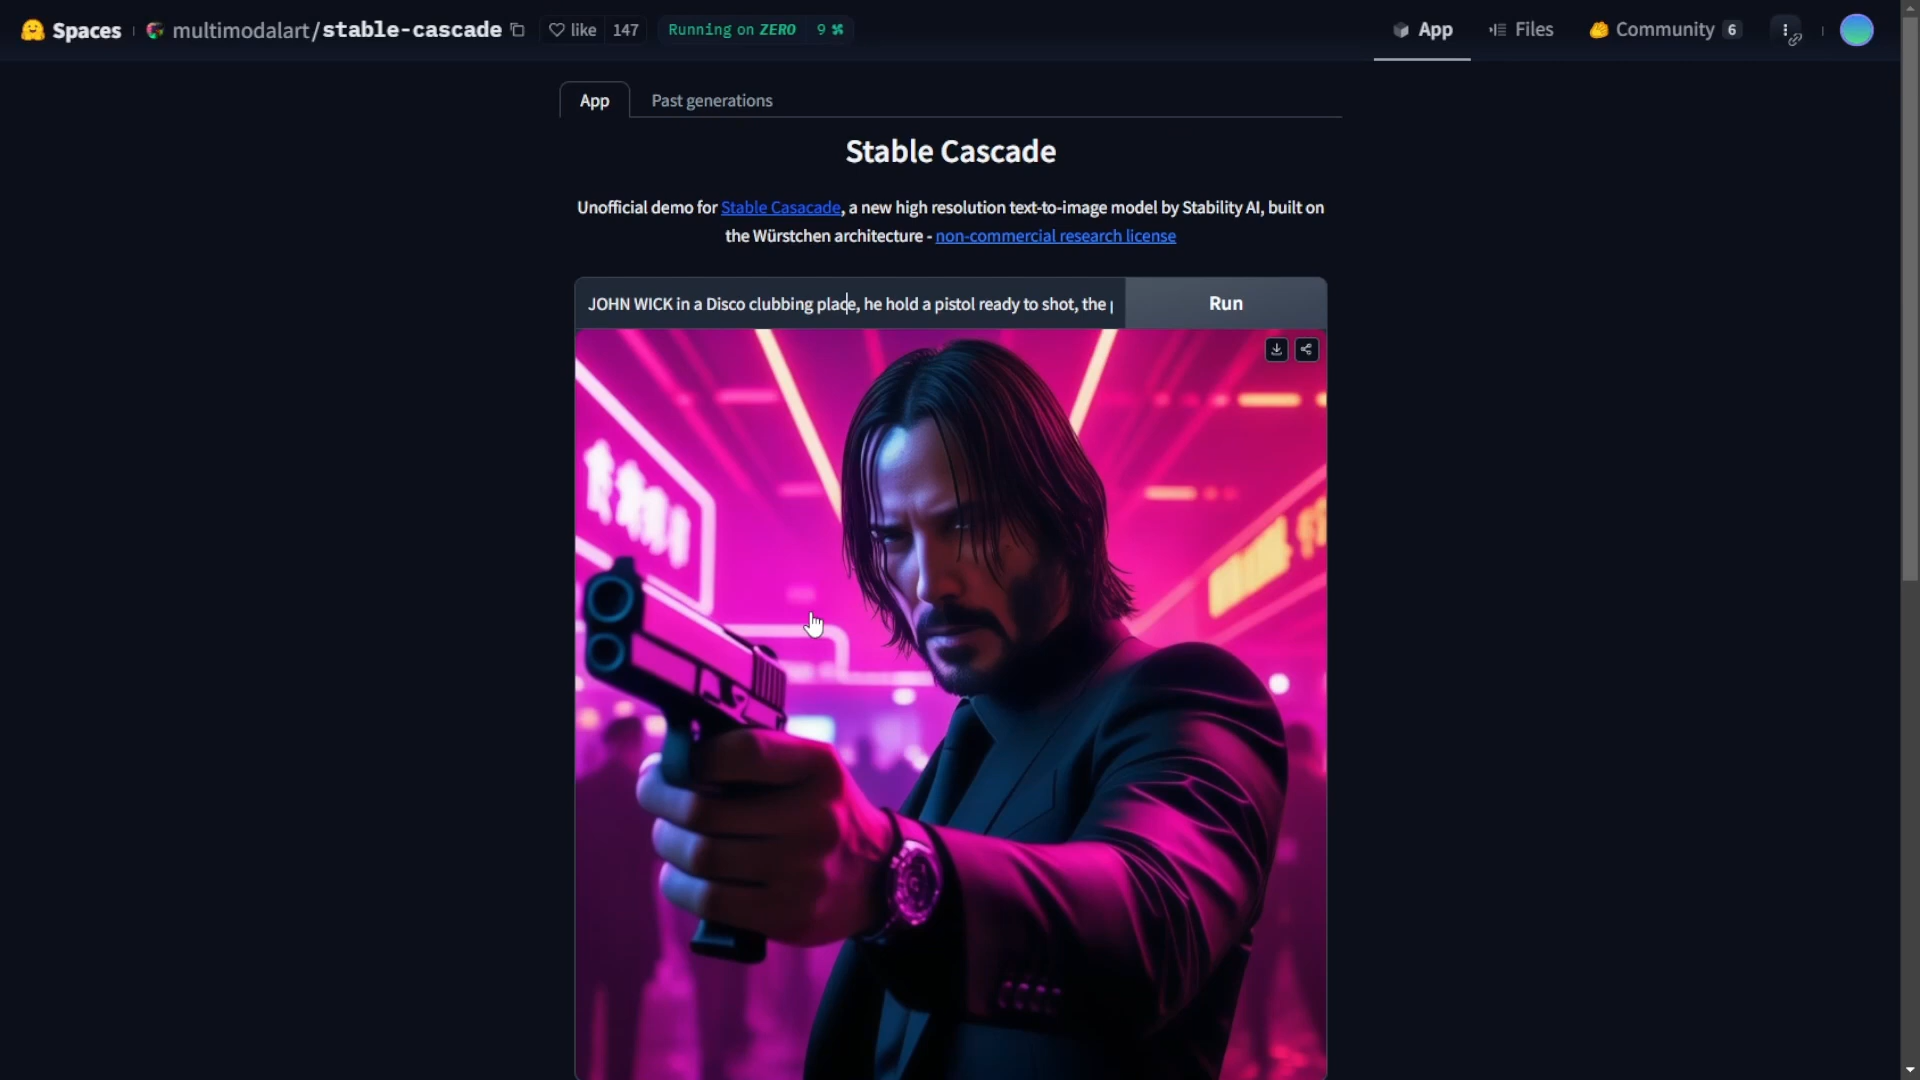 Spaces multimodalart/stable-cascade like 147 Running on ZERO 9 App Files Community 6
App Past generations
Stable Cascade
Unofficial demo for Stable Casacade, a new high resolution text-to-image model by Stability AI, built on
the Würstchen architecture - non-commercial research license
JOHN WICK in a Disco clubbing place, he hold a pistol ready to shot, the Run